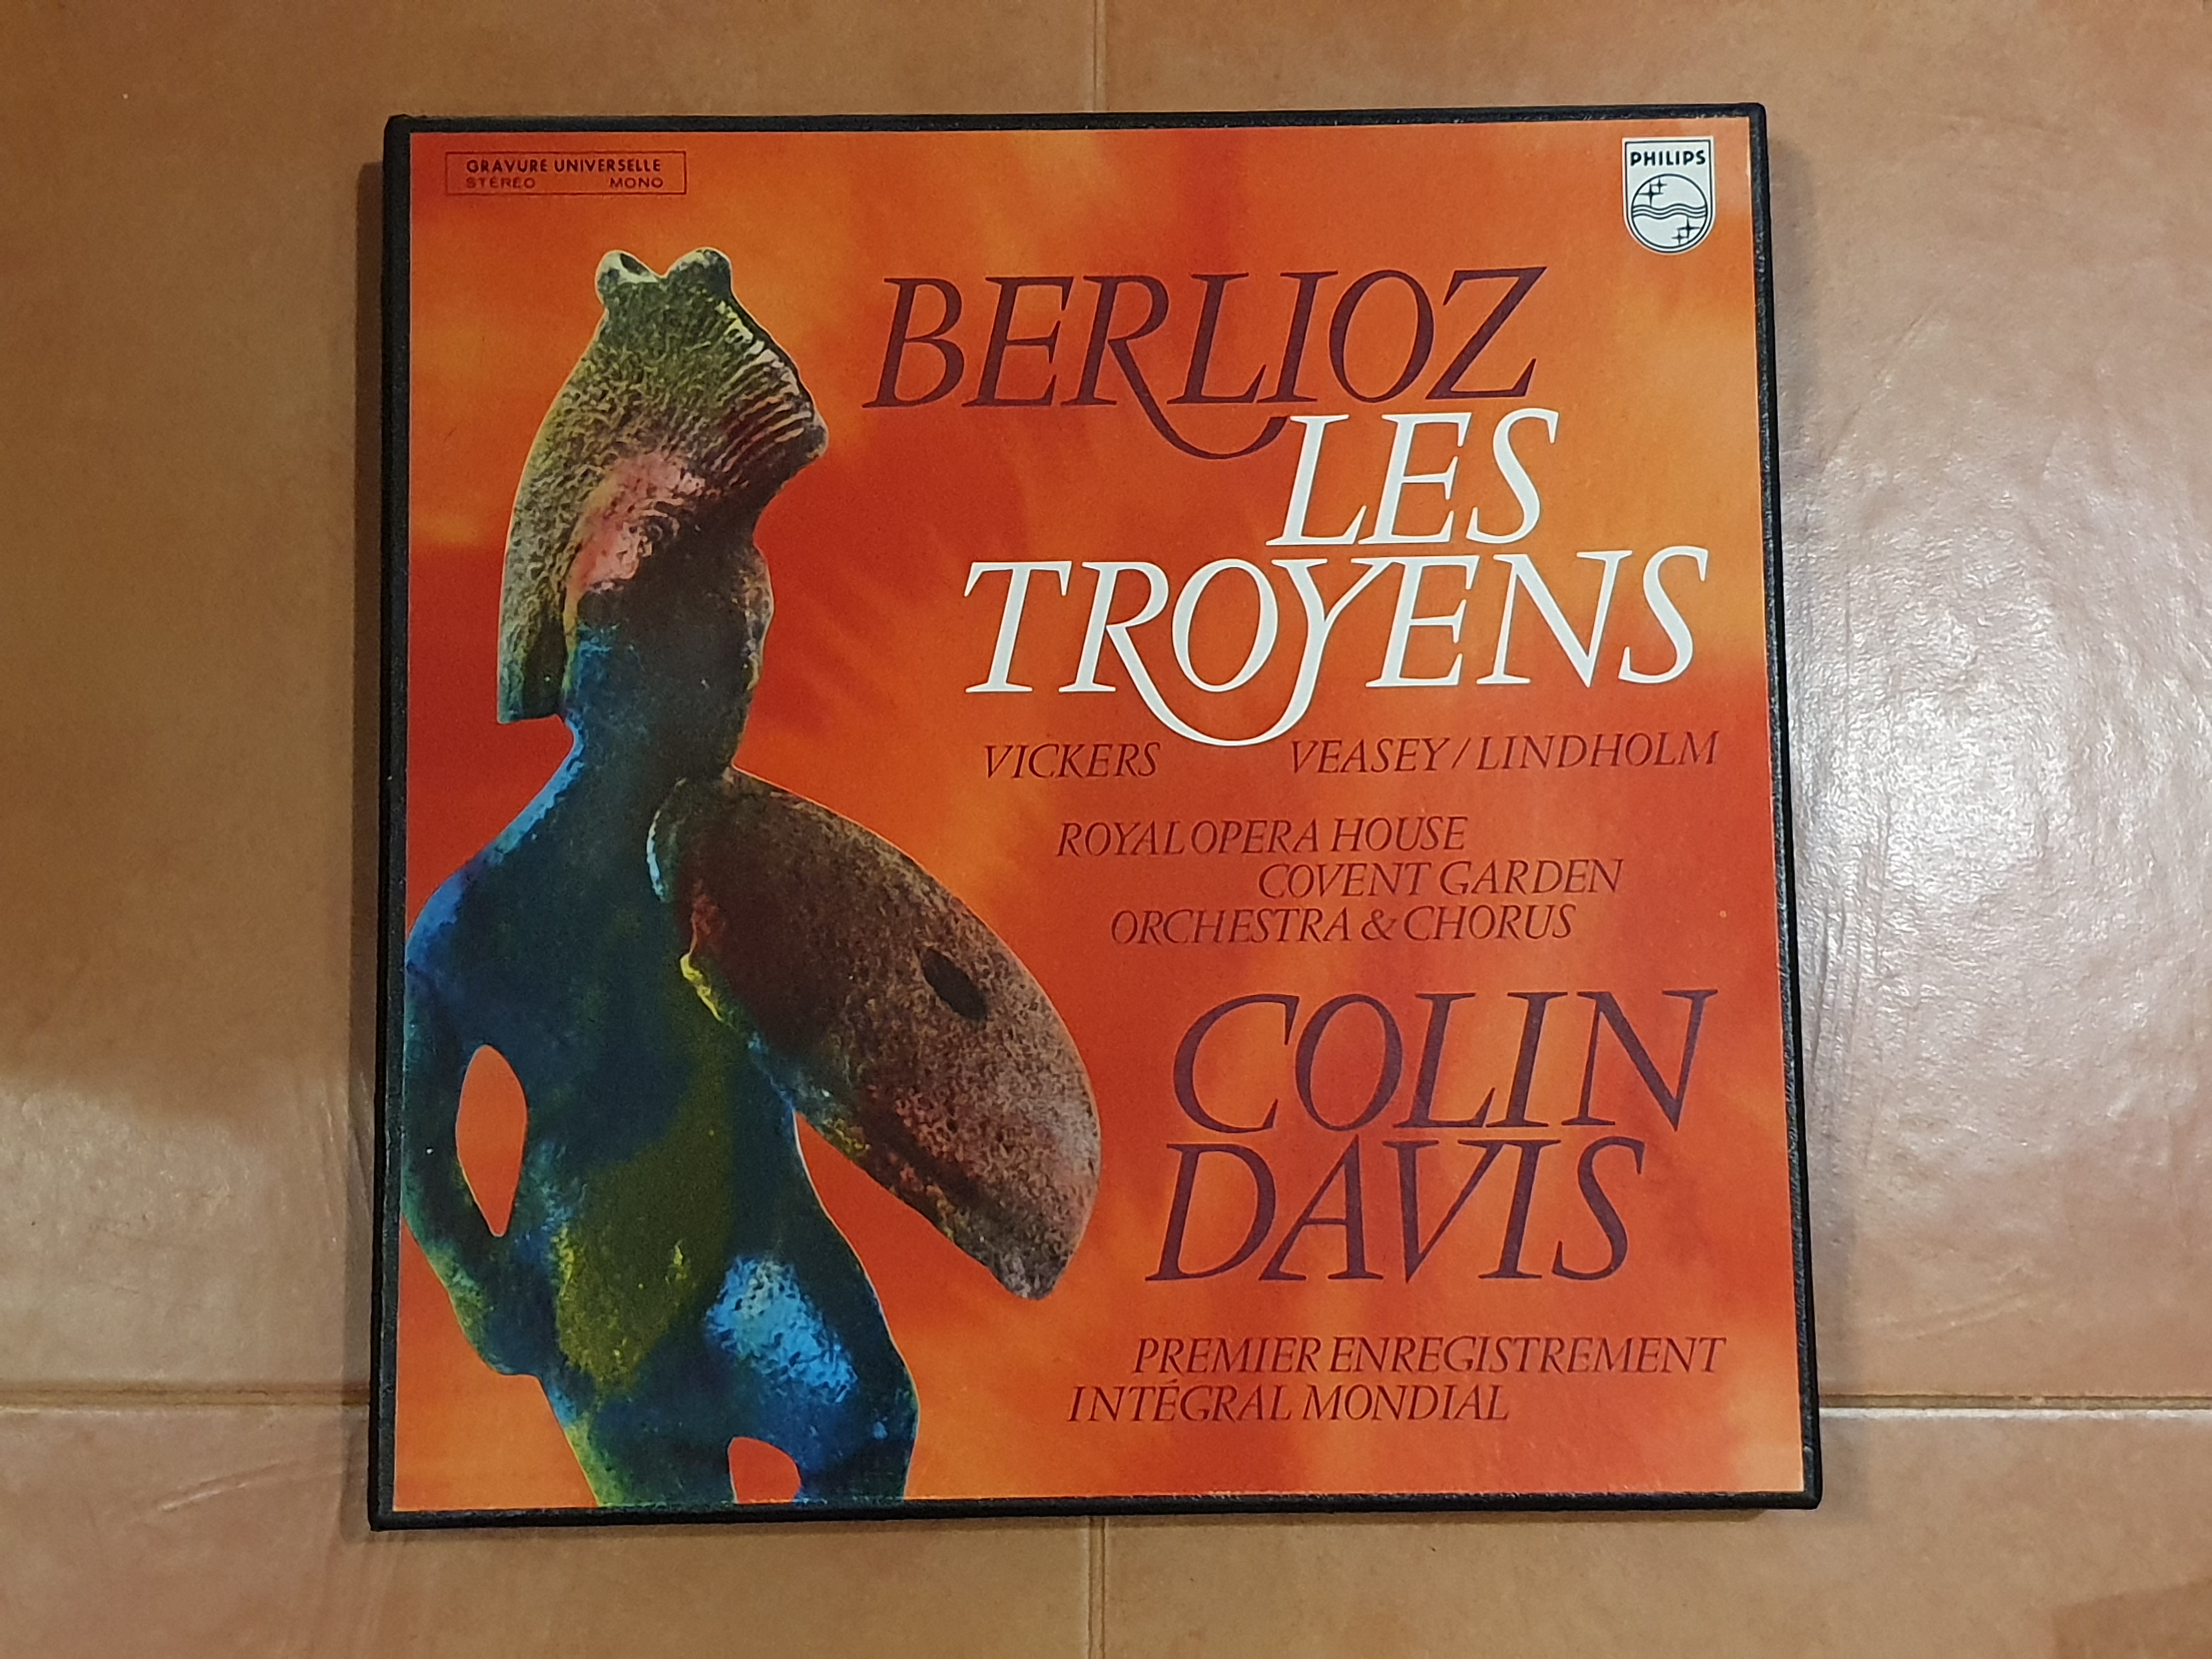 GRAVURE UNIVERSELLE
STÉRÉO MONO
PHILIPS
BERLIOZ
LES
TROYENS
VICKERS VEASEY/LINDHOLM
ROYAL OPERA HOUSE
COVENT GARDEN
ORCHESTRA & CHORUS
COLIN
DAVIS
PREMIER ENREGISTREMENT
INTÉGRAL MONDIAL